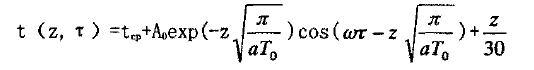 t (z, τ) =t_cp+A₀exp(-z√(π/(aT₀)))cos(ωτ-z√(π/(aT₀)))+z/30